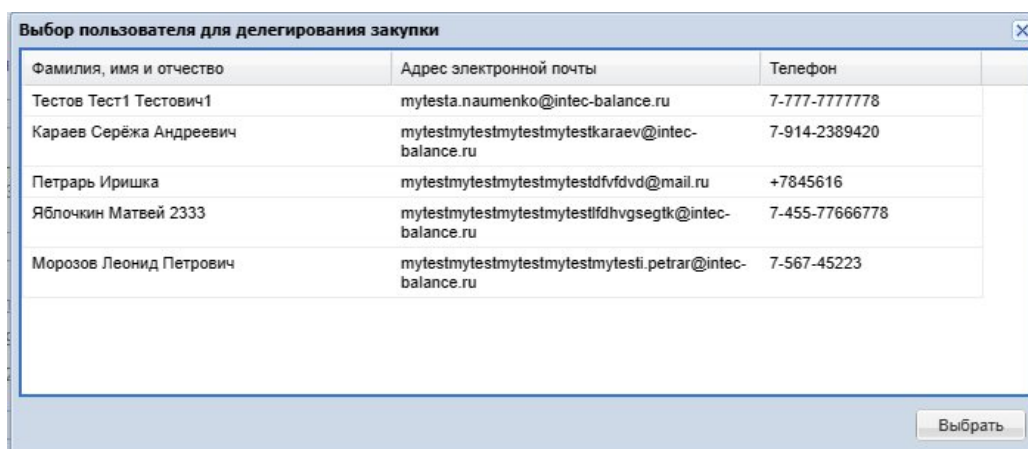 Выбор пользователя для делегирования закупки
Фамилия, имя и отчество Адрес электронной почты Телефон
Тестов Тест1 Тестович1 mytesta.naumenko@intec-balance.ru 7-777-7777778
Караев Серёжа Андреевич mytestmytestmytestmytestkaraev@intec- 7-914-2389420
balance.ru
Петрарь Иришка mytestmytestmytestmytestdfvfdvd@mail.ru +7845616
Яблочкин Матвей 2333 mytestmytestmytestmytestlfdhvgsegtk@intec- 7-455-77666778
balance.ru
Морозов Леонид Петрович mytestmytestmytestmytestmytesti.petrar@intec- 7-567-45223
balance.ru
Выбрать